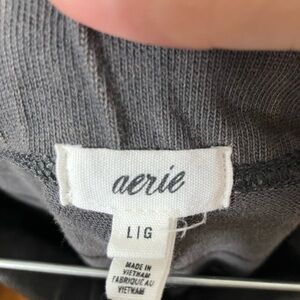 aerie
L|G
MADE IN
VIETNAM
FABRIQUÉ AU
VIETNAM